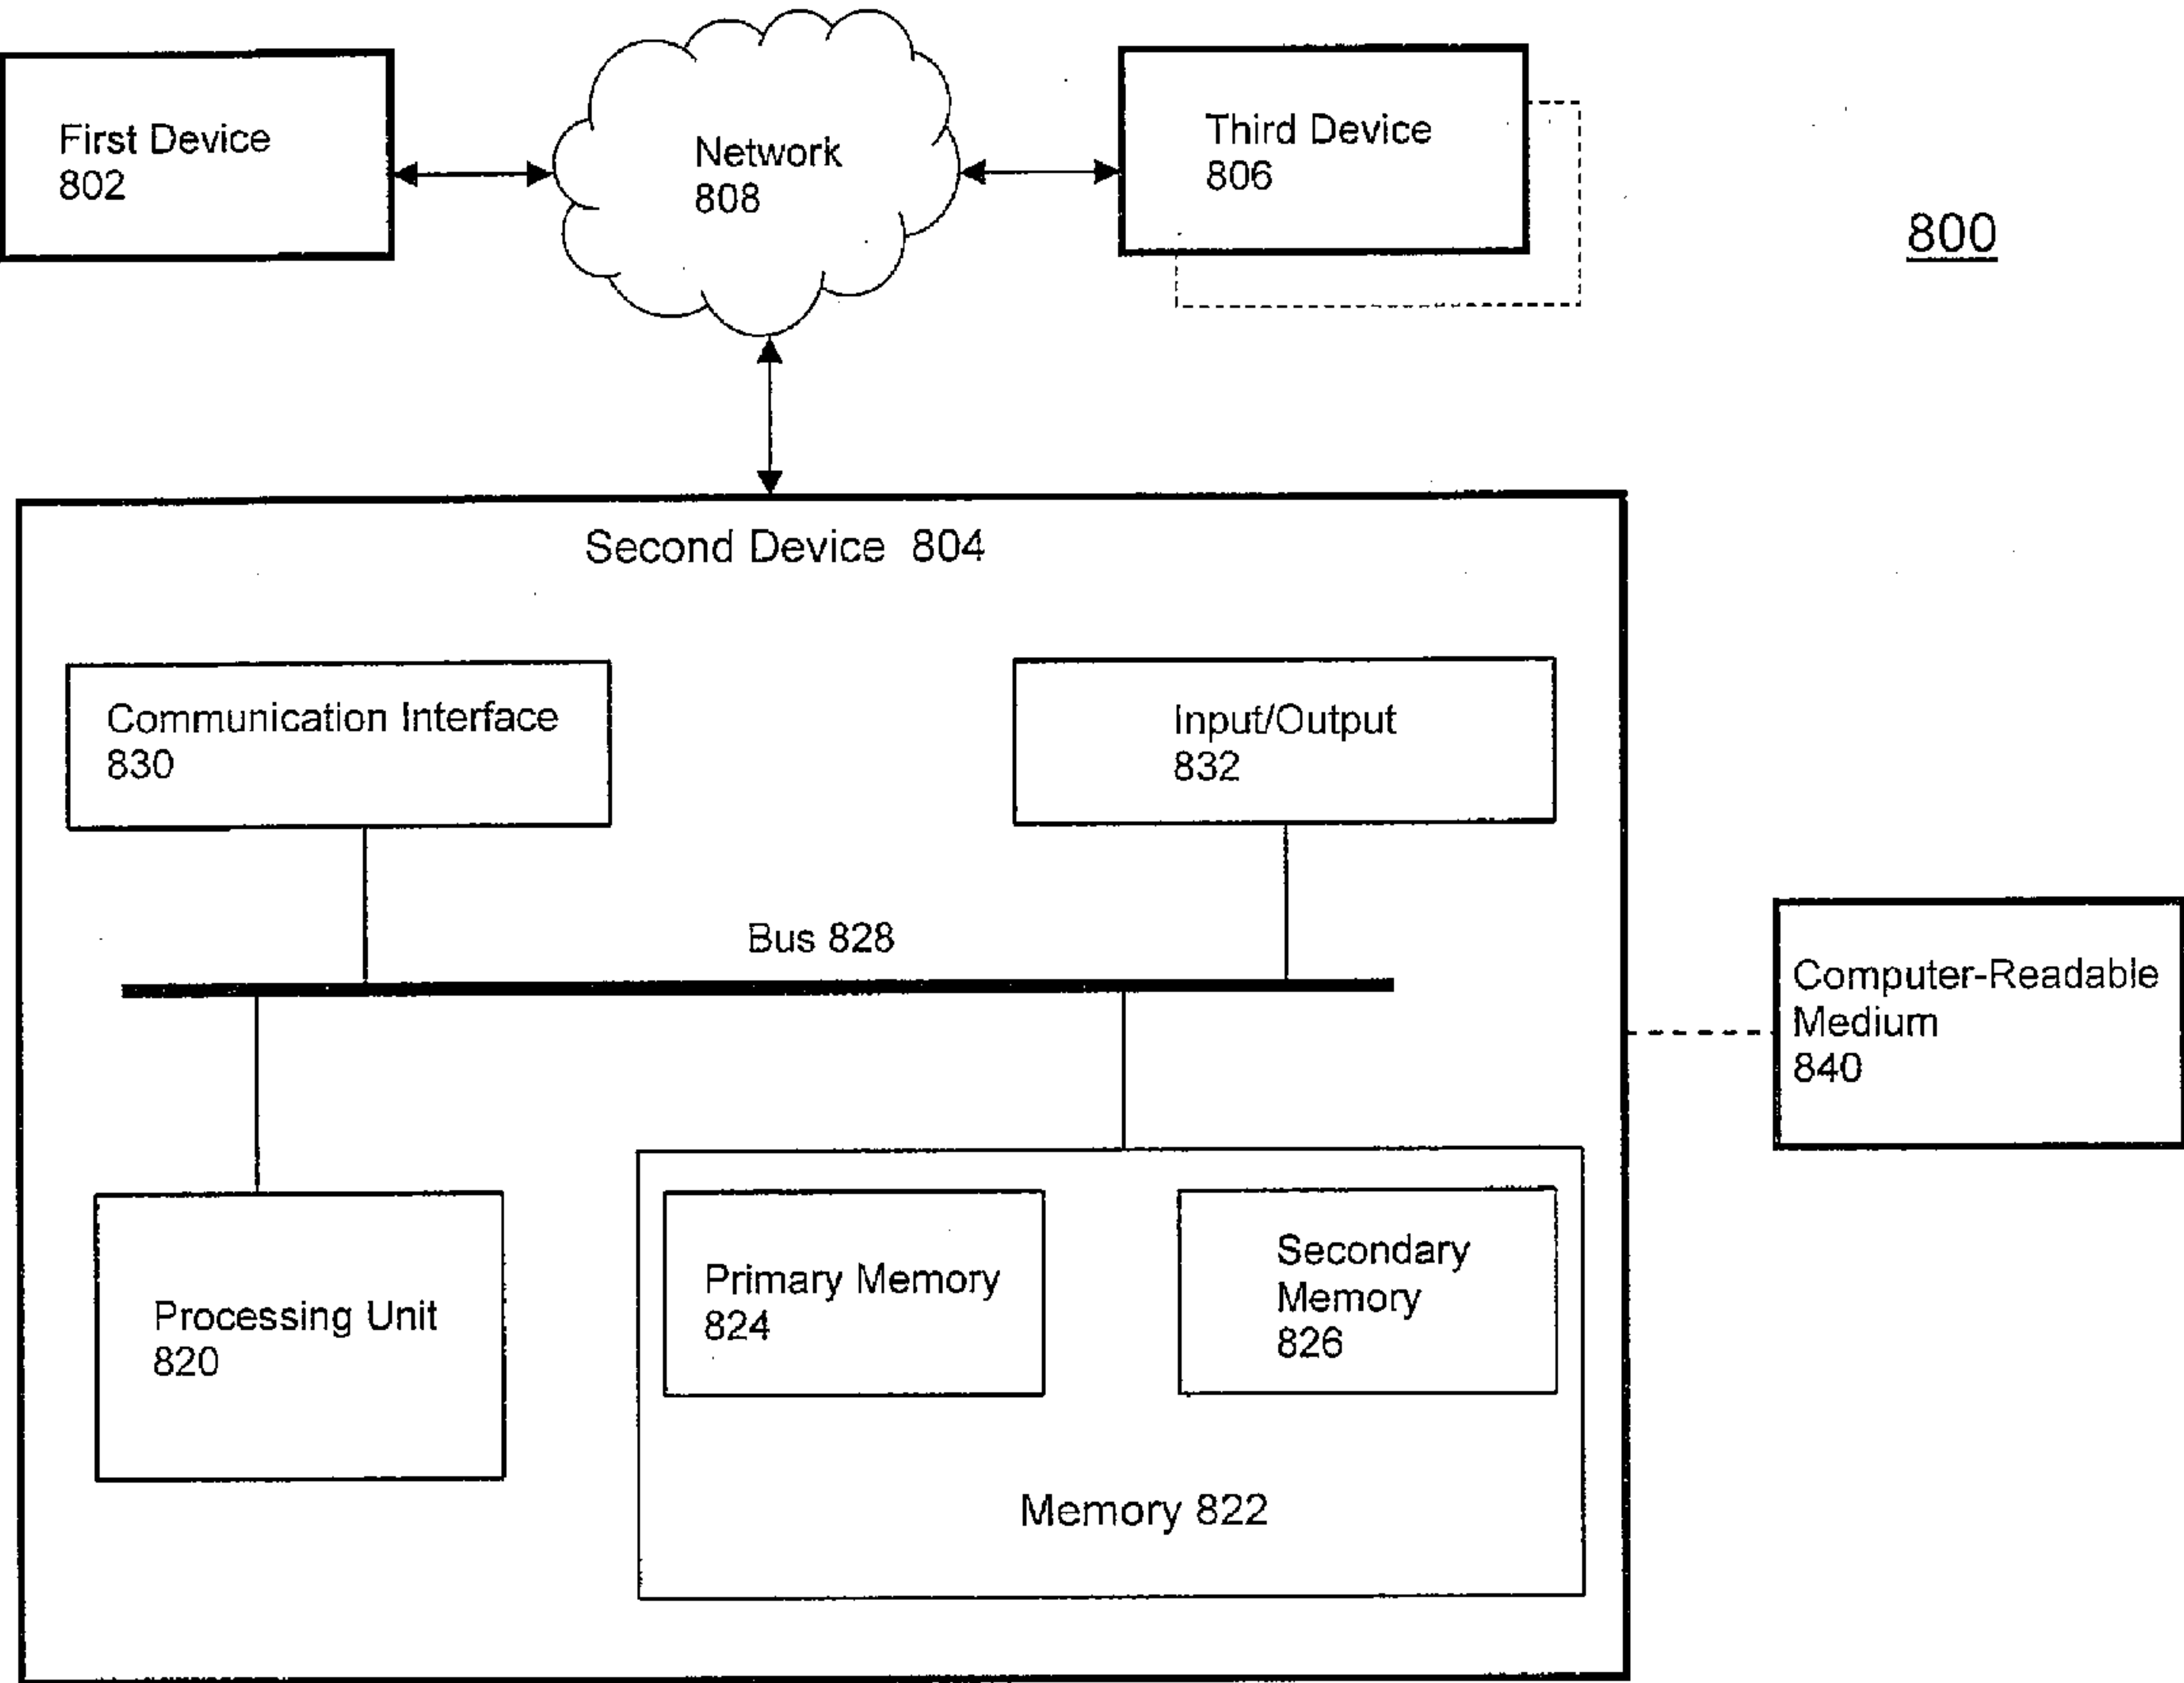 First Device
802
Network
808
Third Device
806
800
Second Device 804
Communication Interface
830
Input/Output
832
Bus 828
Computer-Readable
Medium
840
Processing Unit
820
Primary Memory
824
Secondary
Memory
826
Memory 822